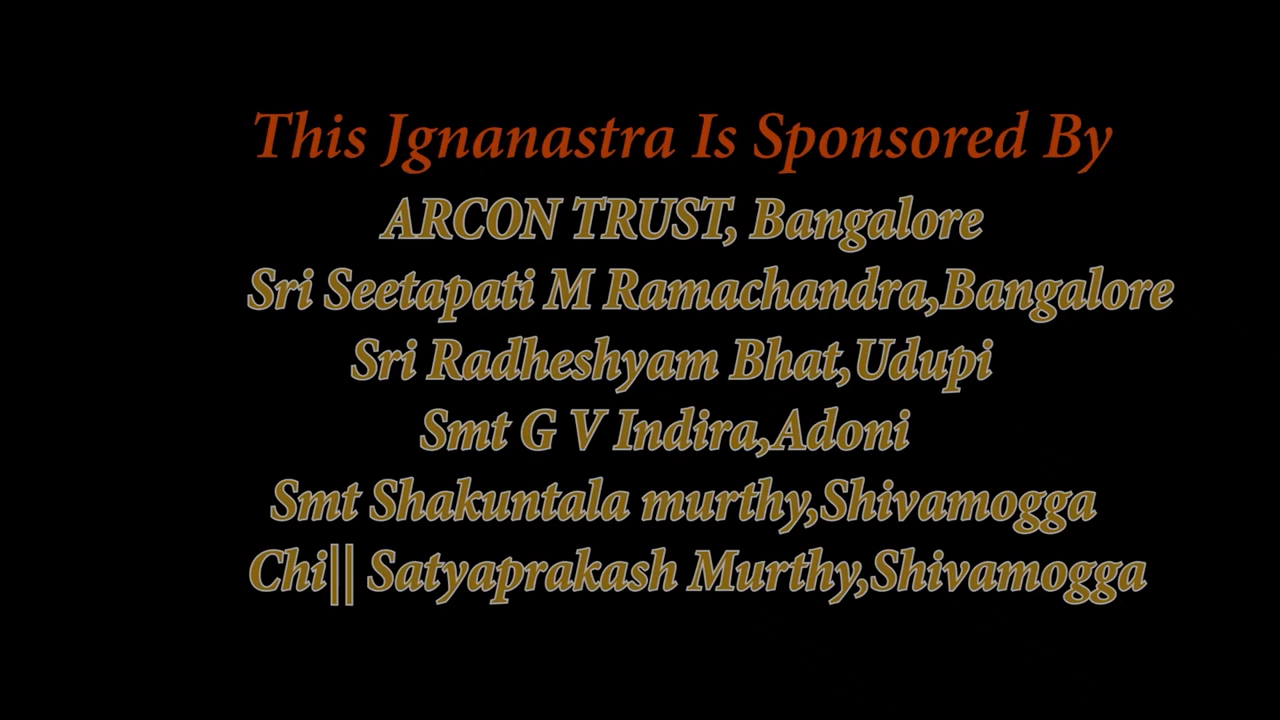 This Jgnanastra Is Sponsored By
ARCON TRUST, Bangalore
Sri Seetapati M Ramachandra,Bangalore
Sri Radheshyam Bhat,Udupi
Smt G V Indira,Adoni
Smt Shakuntala murthy,Shivamogga
Chi|| Satyaprakash Murthy,Shivamogga